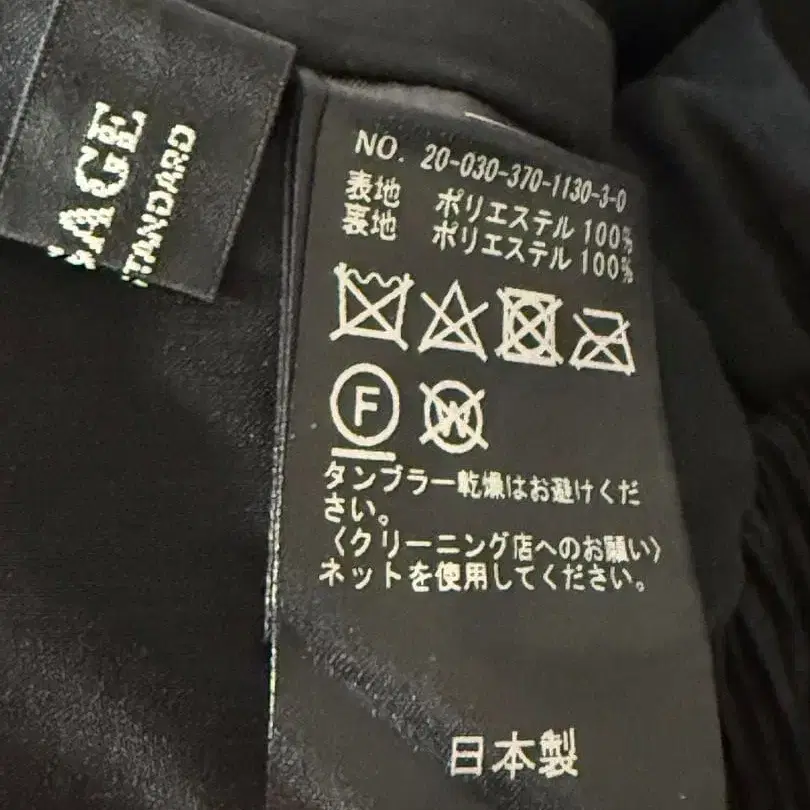 AGE
STANDARD
NO. 20-030-370-1130-3-0
表地 ポリエステル 100%
裏地 ポリエステル 100%
F W
タンブラー乾燥はお避けくだ
さい。
〈クリーニング店へのお願い〉
ネットを使用してください。
日本製